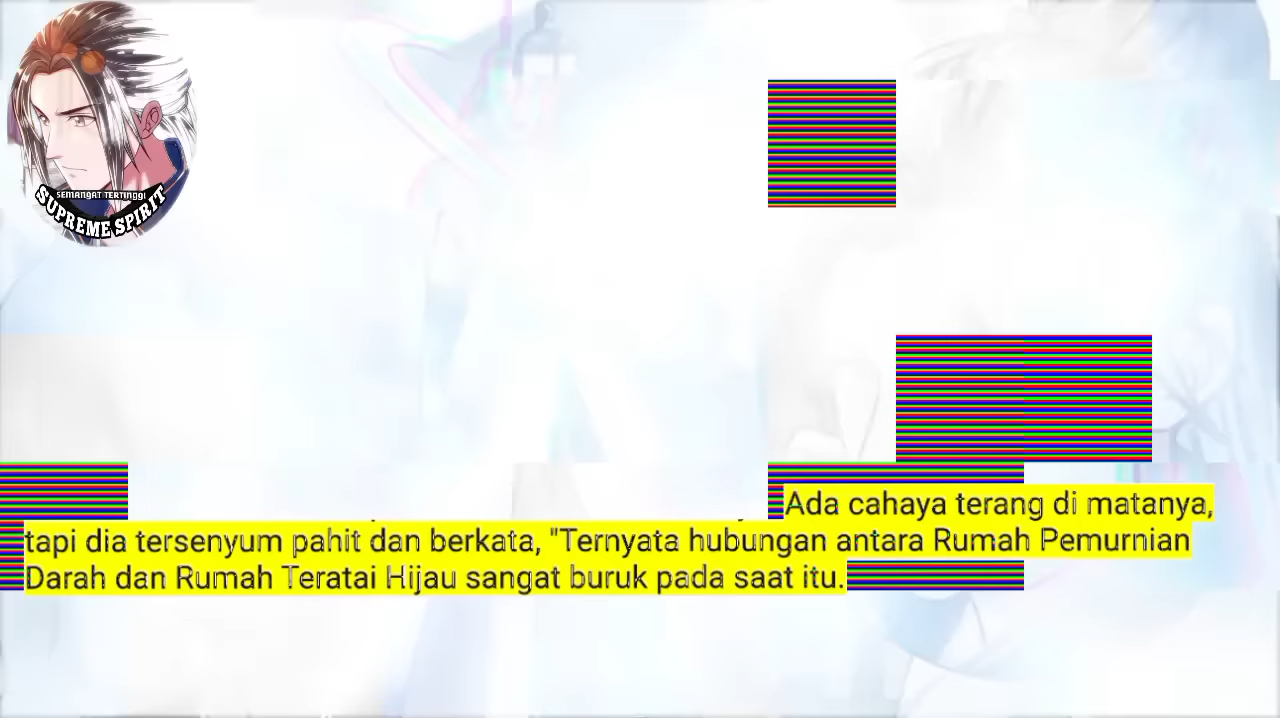 SEMANGAT TERTINGGI
SUPREME SPIRIT
Ada cahaya terang di matanya,
tapi dia tersenyum pahit dan berkata, "Ternyata hubungan antara Rumah Pemurnian
Darah dan Rumah Teratai Hijau sangat buruk pada saat itu.